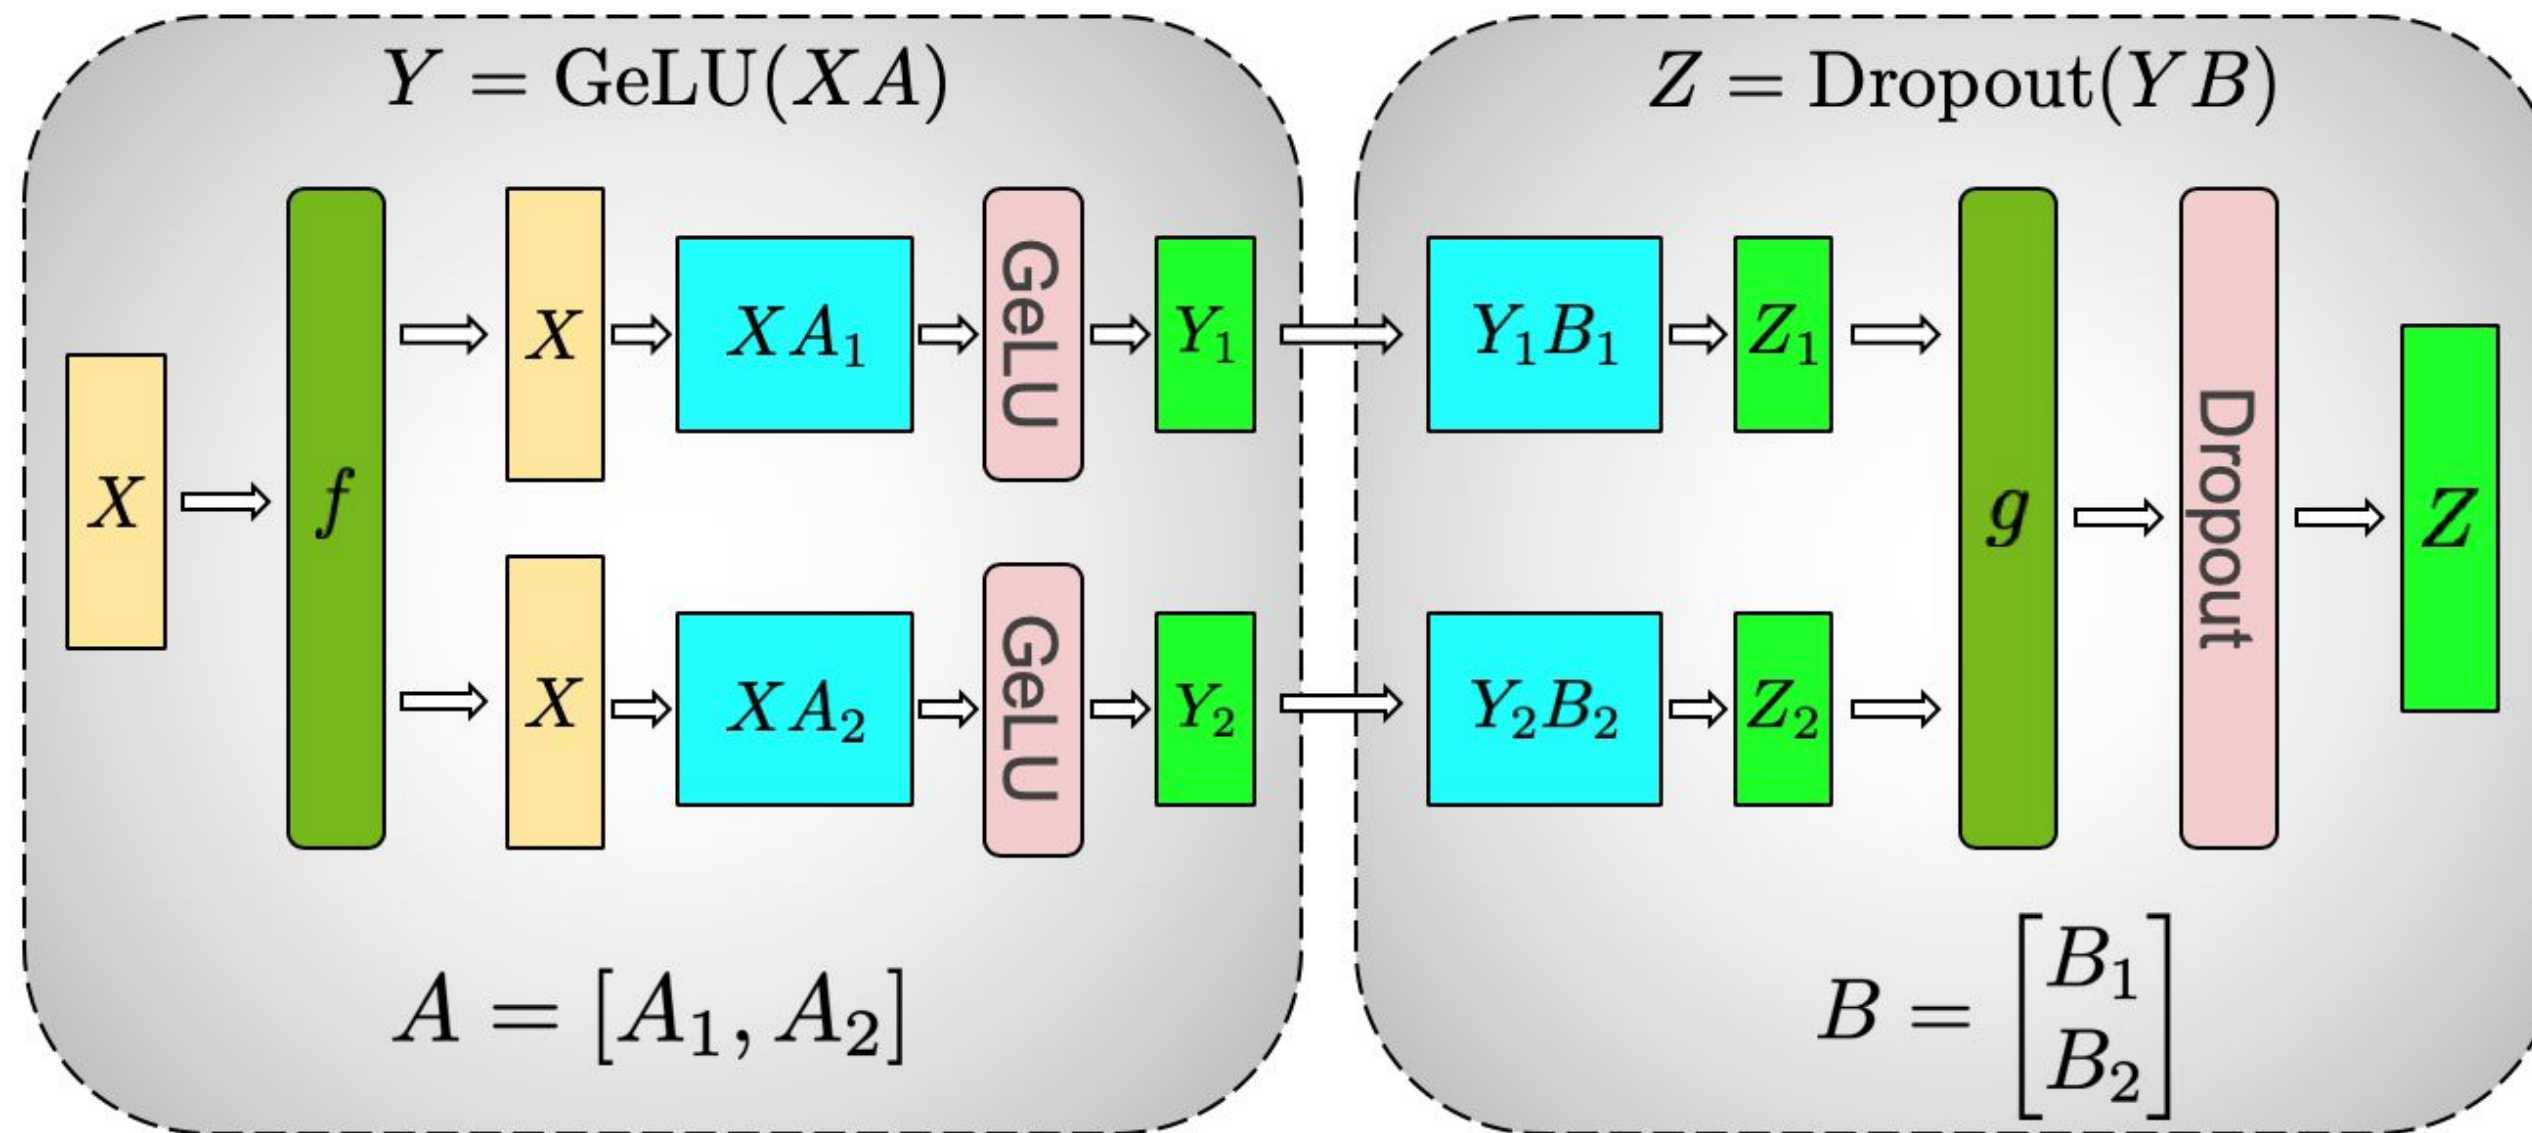 Y = GeLU(XA)
X
f
X
XA₁
GeLU
Y₁
X
XA₂
GeLU
Y₂
A = [A₁, A₂]
Z = Dropout(YB)
Y₁B₁
Z₁
Y₂B₂
Z₂
g
Dropout
Z
B = [B₁
B₂]